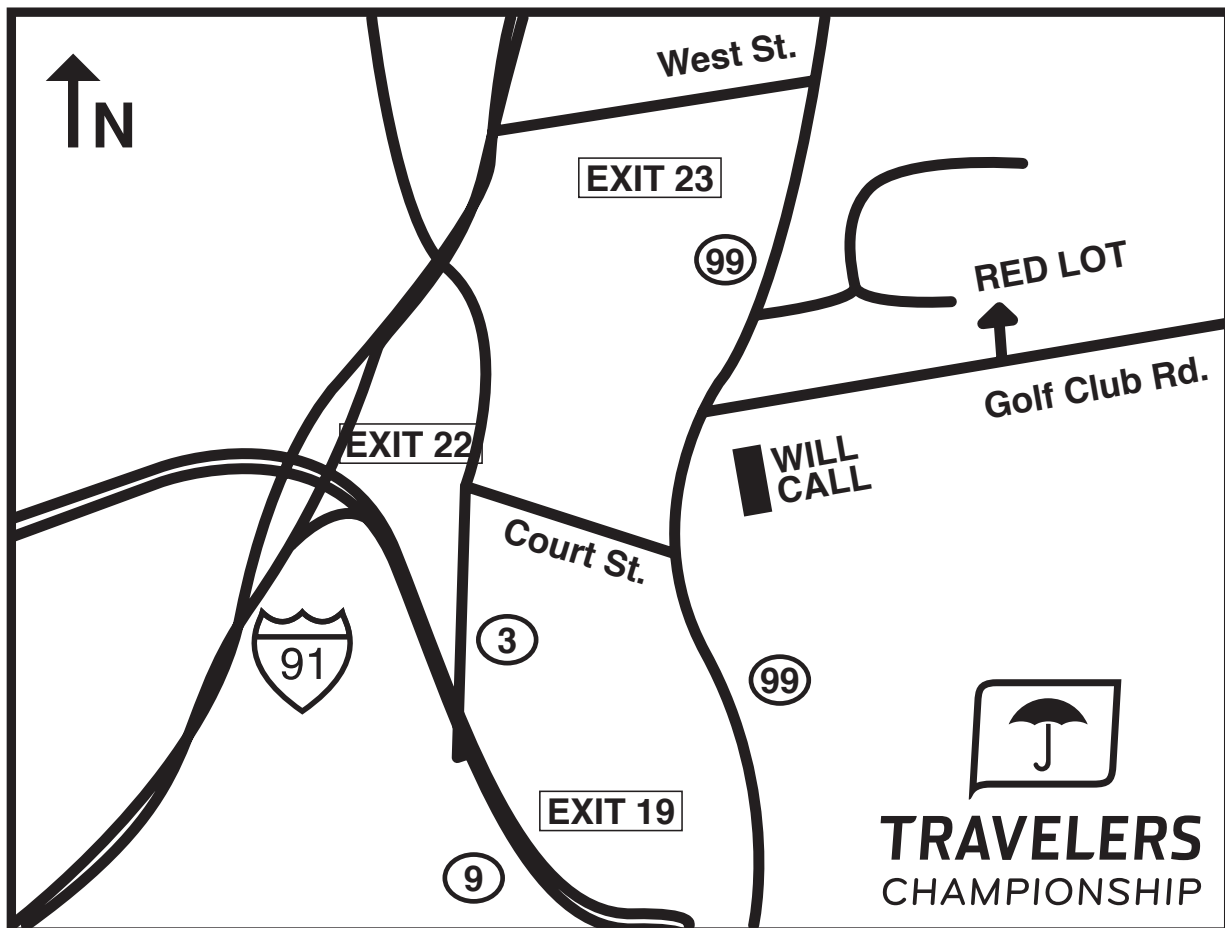 West St.
N
EXIT 23
99
RED LOT
Golf Club Rd.
EXIT 22
WILL
CALL
Court St.
3
91
99
EXIT 19
9
TRAVELERS
CHAMPIONSHIP